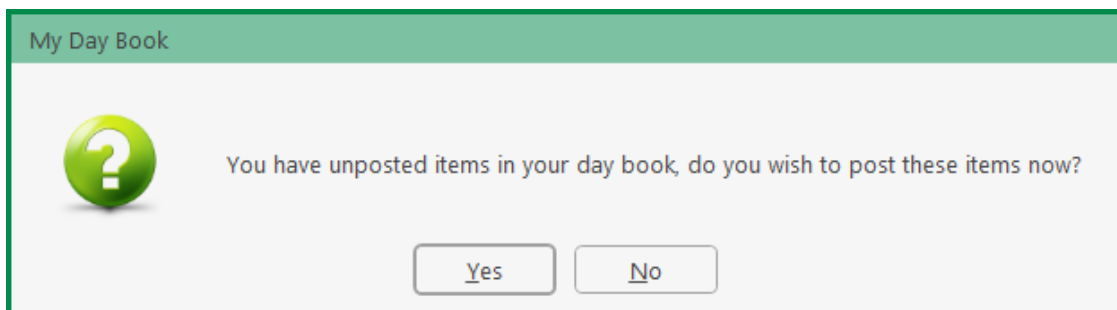 My Day Book
You have unposted items in your day book, do you wish to post these items now?
Yes
No